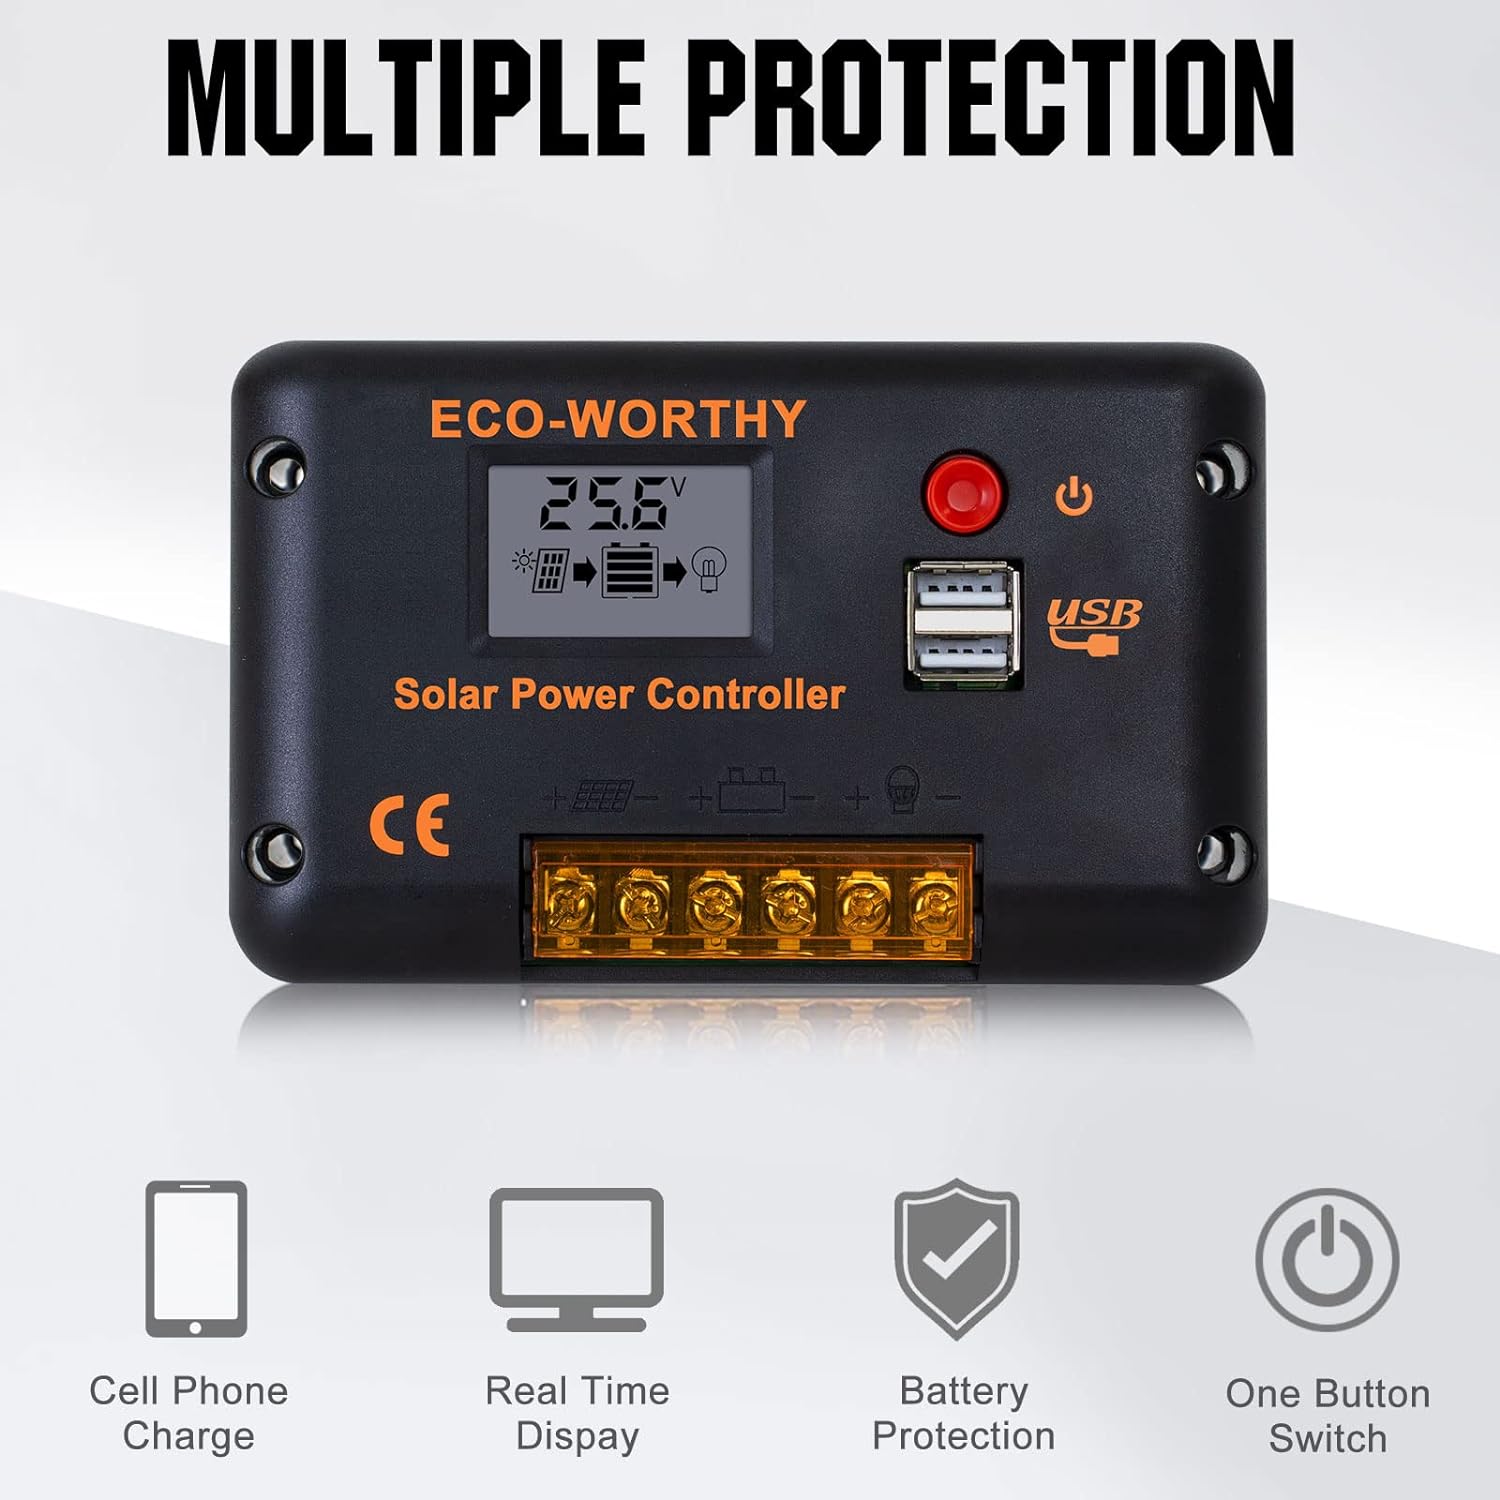 MULTIPLE PROTECTION
ECO-WORTHY
25.6 V
USB
Solar Power Controller
+ - + - + -
CE
Cell Phone
Charge
Real Time
Dispay
Battery
Protection
One Button
Switch